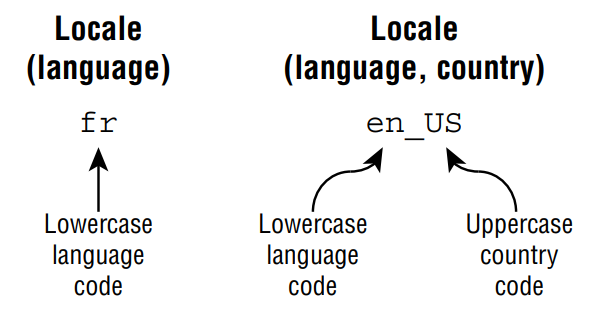 Locale
(language)
fr
Lowercase
language
code
Locale
(language, country)
en_US
Lowercase
language
code
Uppercase
country
code